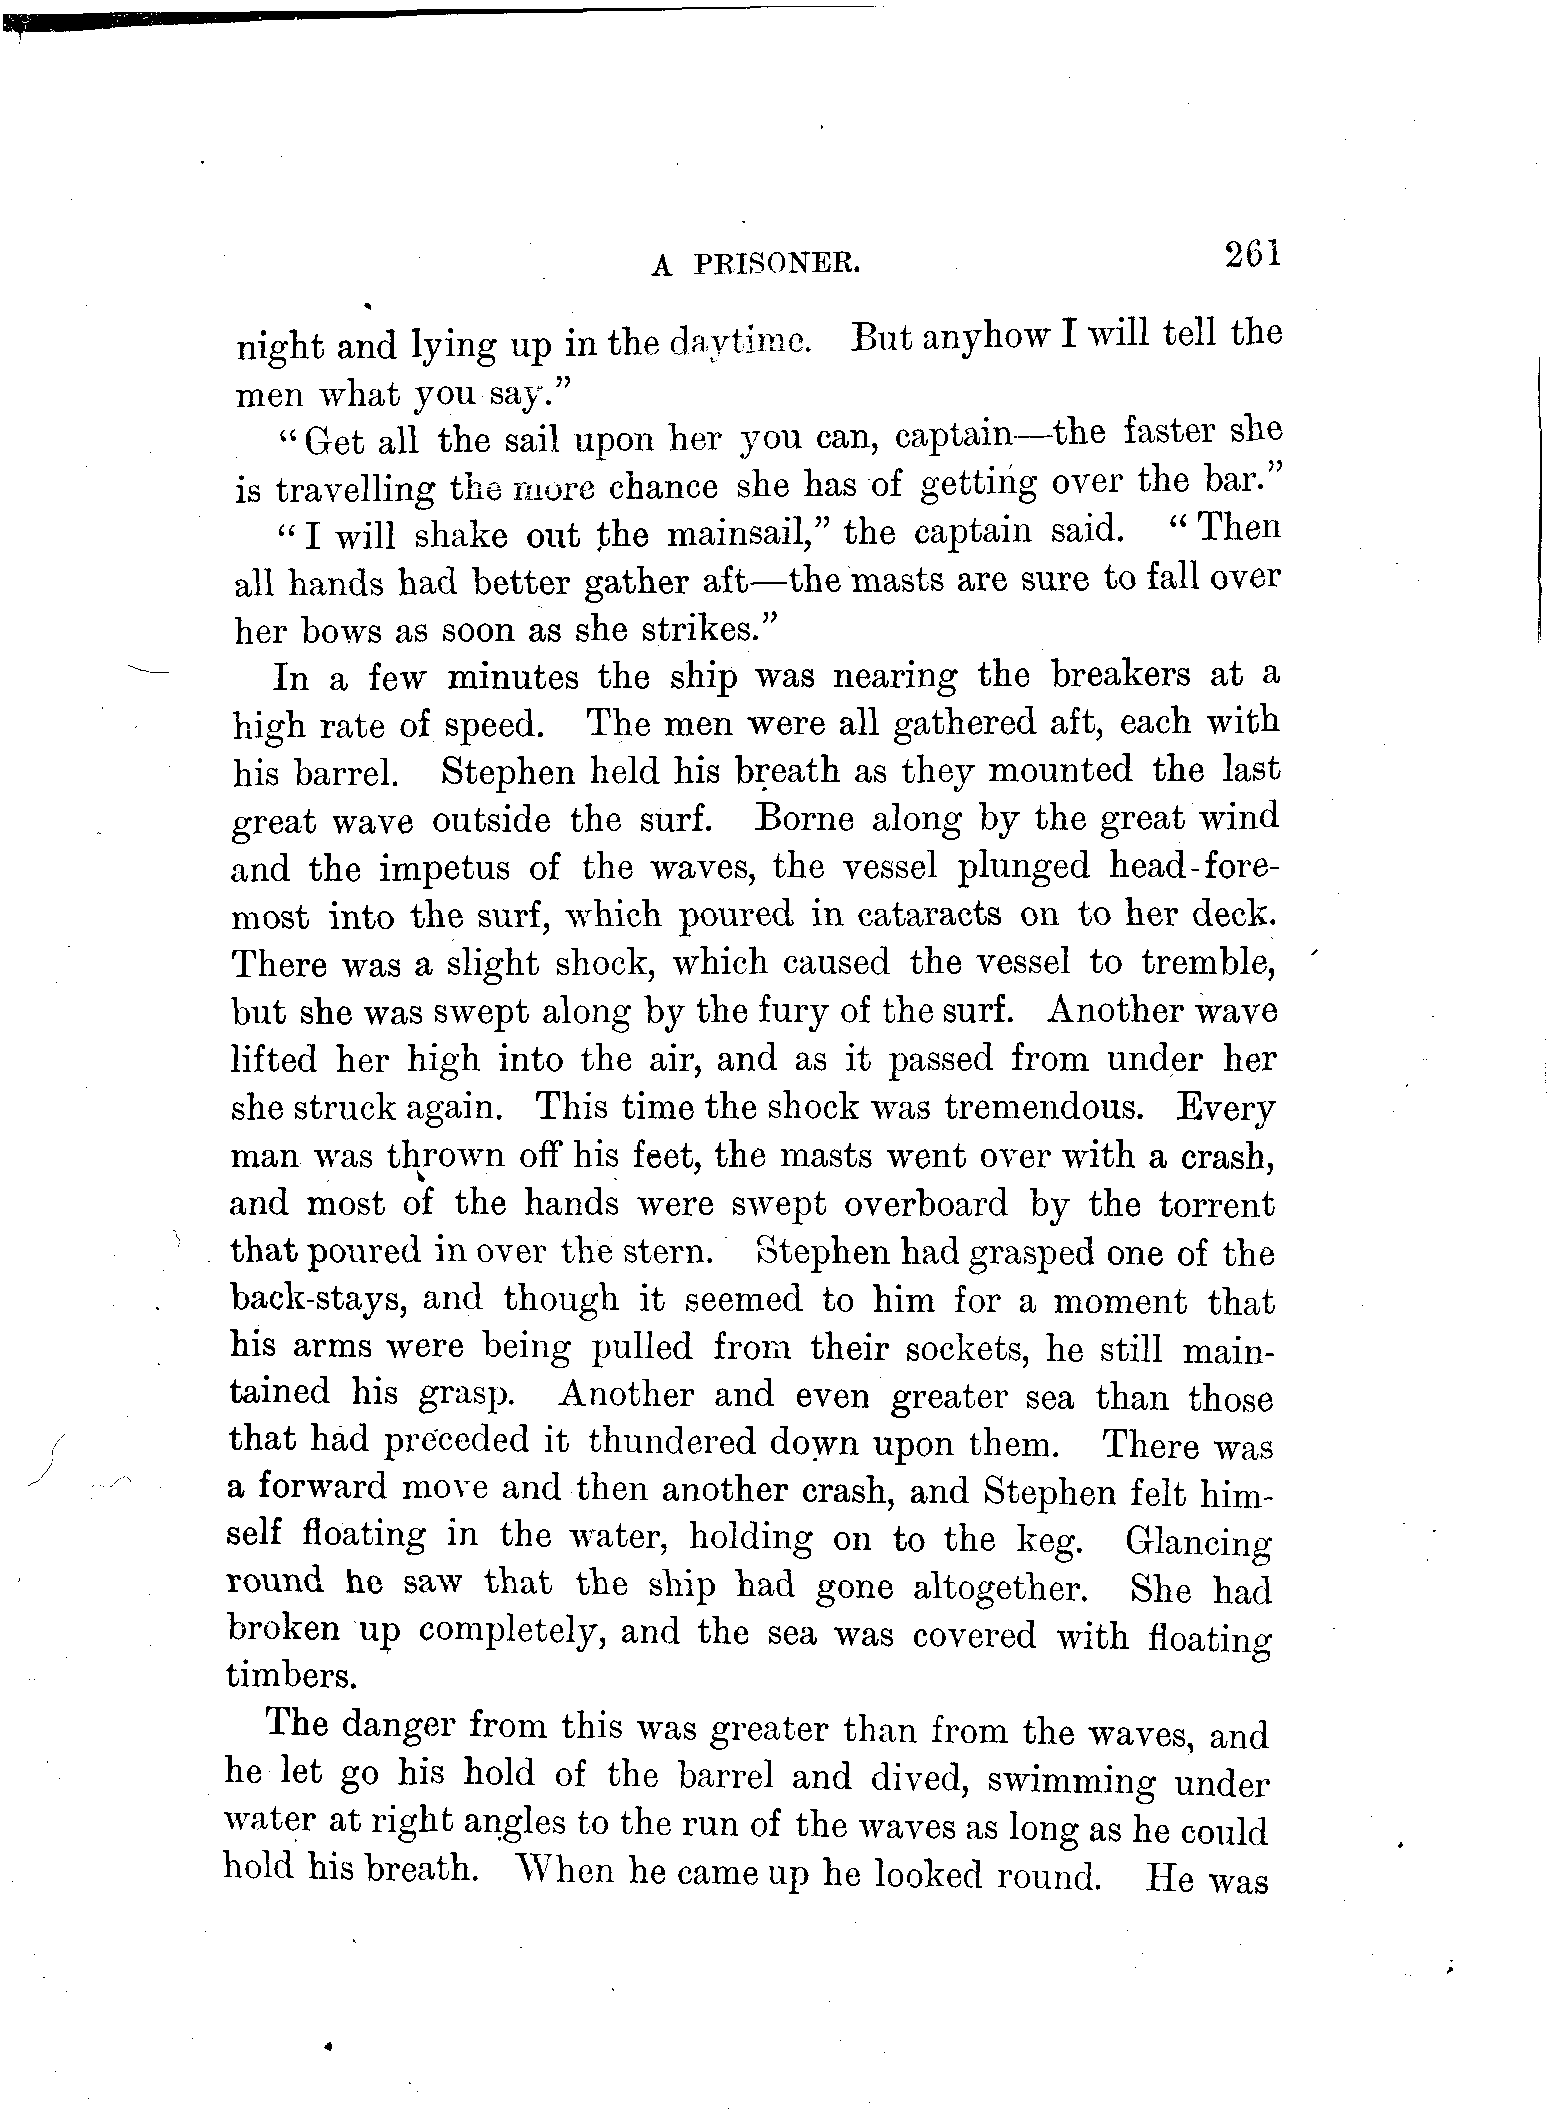 A PRISONER. 261
night and lying up in the daytime. But anyhow I will tell the
men what you say."
"Get all the sail upon her you can, captain—the faster she
is travelling the more chance she has of getting over the bar."
"I will shake out the mainsail," the captain said. "Then
all hands had better gather aft—the masts are sure to fall over
her bows as soon as she strikes."
In a few minutes the ship was nearing the breakers at a
high rate of speed. The men were all gathered aft, each with
his barrel. Stephen held his breath as they mounted the last
great wave outside the surf. Borne along by the great wind
and the impetus of the waves, the vessel plunged head-fore-
most into the surf, which poured in cataracts on to her deck.
There was a slight shock, which caused the vessel to tremble,
but she was swept along by the fury of the surf. Another wave
lifted her high into the air, and as it passed from under her
she struck again. This time the shock was tremendous. Every
man was thrown off his feet, the masts went over with a crash,
and most of the hands were swept overboard by the torrent
that poured in over the stern. Stephen had grasped one of the
back-stays, and though it seemed to him for a moment that
his arms were being pulled from their sockets, he still main-
tained his grasp. Another and even greater sea than those
that had preceded it thundered down upon them. There was
a forward move and then another crash, and Stephen felt him-
self floating in the water, holding on to the keg. Glancing
round he saw that the ship had gone altogether. She had
broken up completely, and the sea was covered with floating
timbers.
The danger from this was greater than from the waves, and
he let go his hold of the barrel and dived, swimming under
water at right angles to the run of the waves as long as he could
hold his breath. When he came up he looked round. He was